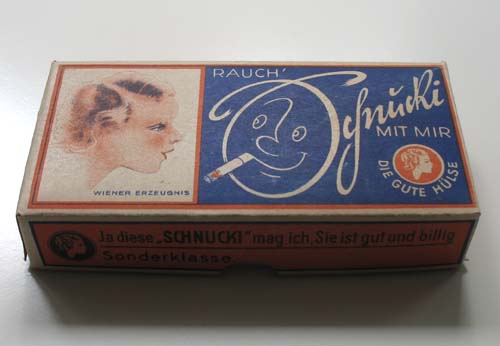 RAUCH'
Schnucki
MIT MIR
DIE GUTE HÜLSE
WIENER ERZEUGNIS
Ja diese „SCHNUCKI" mag ich, Sie ist gut und billig
Sonderklasse